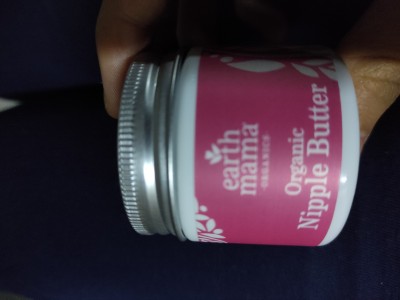 earth
mama
·ORGANICS·
Organic
Nipple Butter